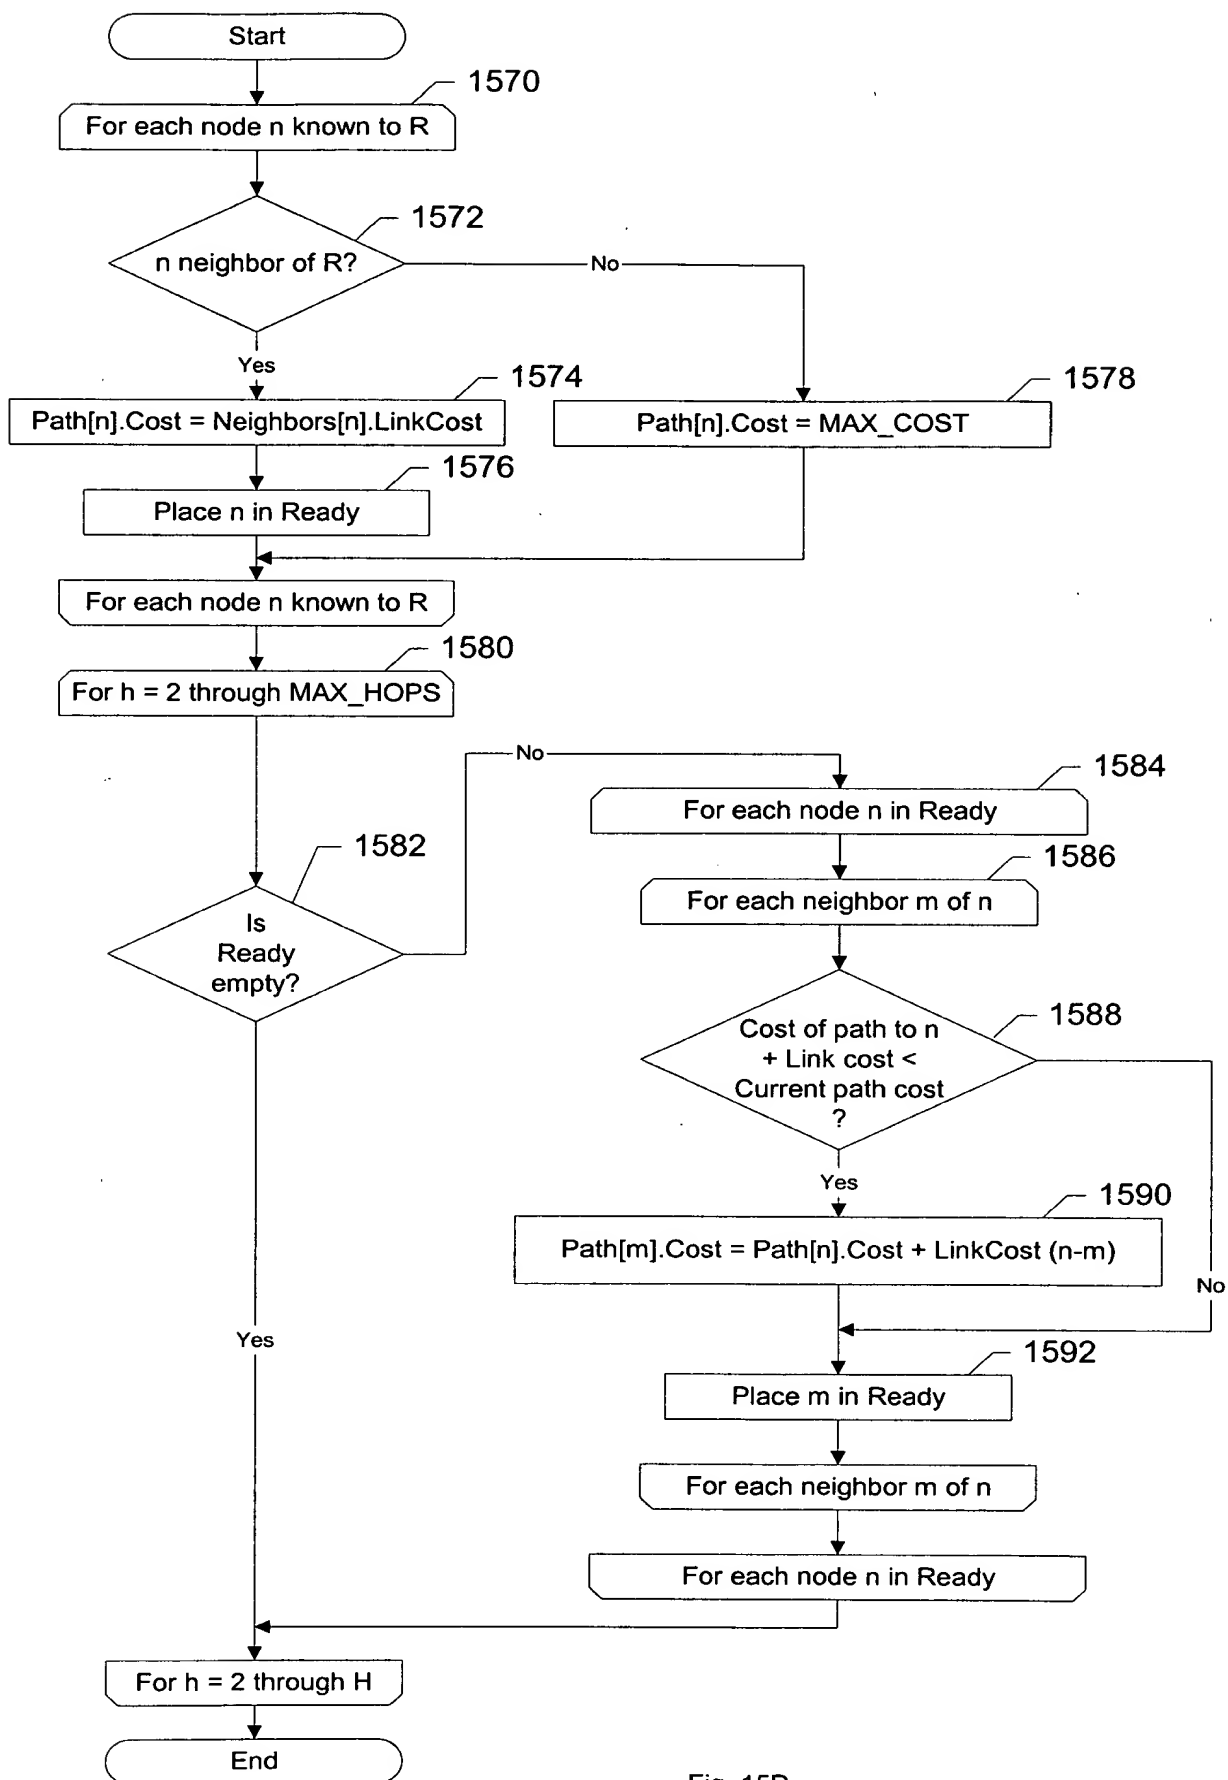 Start
1570
For each node n known to R
1572
n neighbor of R?
No
Yes
1574
Path[n].Cost = Neighbors[n].LinkCost
1578
Path[n].Cost = MAX_COST
1576
Place n in Ready
For each node n known to R
1580
For h = 2 through MAX_HOPS
No
1584
For each node n in Ready
1582
Is
Ready
empty?
1586
For each neighbor m of n
1588
Cost of path to n
+ Link cost <
Current path cost
?
Yes
1590
Path[m].Cost = Path[n].Cost + LinkCost (n-m)
No
Yes
1592
Place m in Ready
For each neighbor m of n
For each node n in Ready
For h = 2 through H
End